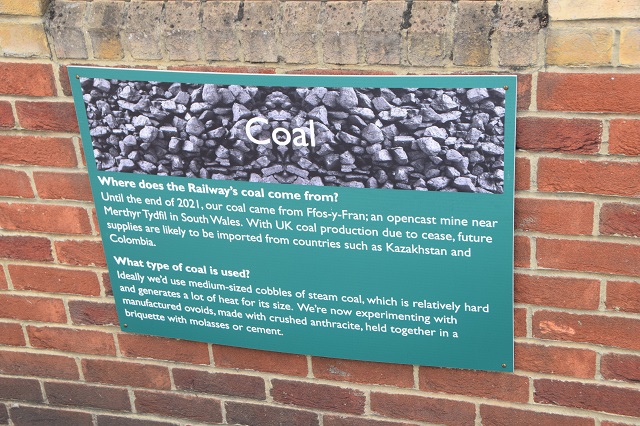 Coal
Where does the Railway's coal come from?
Until the end of 2021, our coal came from Ffos-y-Fran; an opencast mine near
Merthyr Tydfil in South Wales. With UK coal production due to cease, future
supplies are likely to be imported from countries such as Kazakhstan and
Colombia.
What type of coal is used?
Ideally we'd use medium-sized cobbles of steam coal, which is relatively hard
and generates a lot of heat for its size. We're now experimenting with
manufactured ovoids, made with crushed anthracite, held together in a
briquette with molasses or cement.